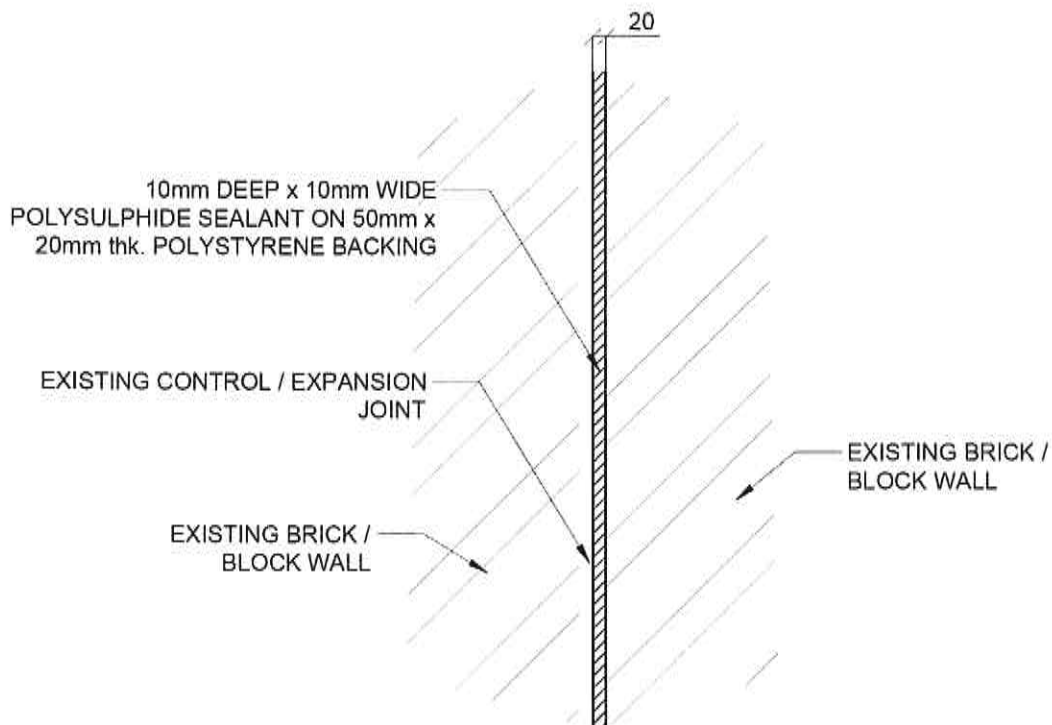 20
10mm DEEP x 10mm WIDE
POLYSULPHIDE SEALANT ON 50mm x
20mm thk. POLYSTYRENE BACKING
EXISTING CONTROL / EXPANSION
JOINT
EXISTING BRICK /
BLOCK WALL
EXISTING BRICK /
BLOCK WALL